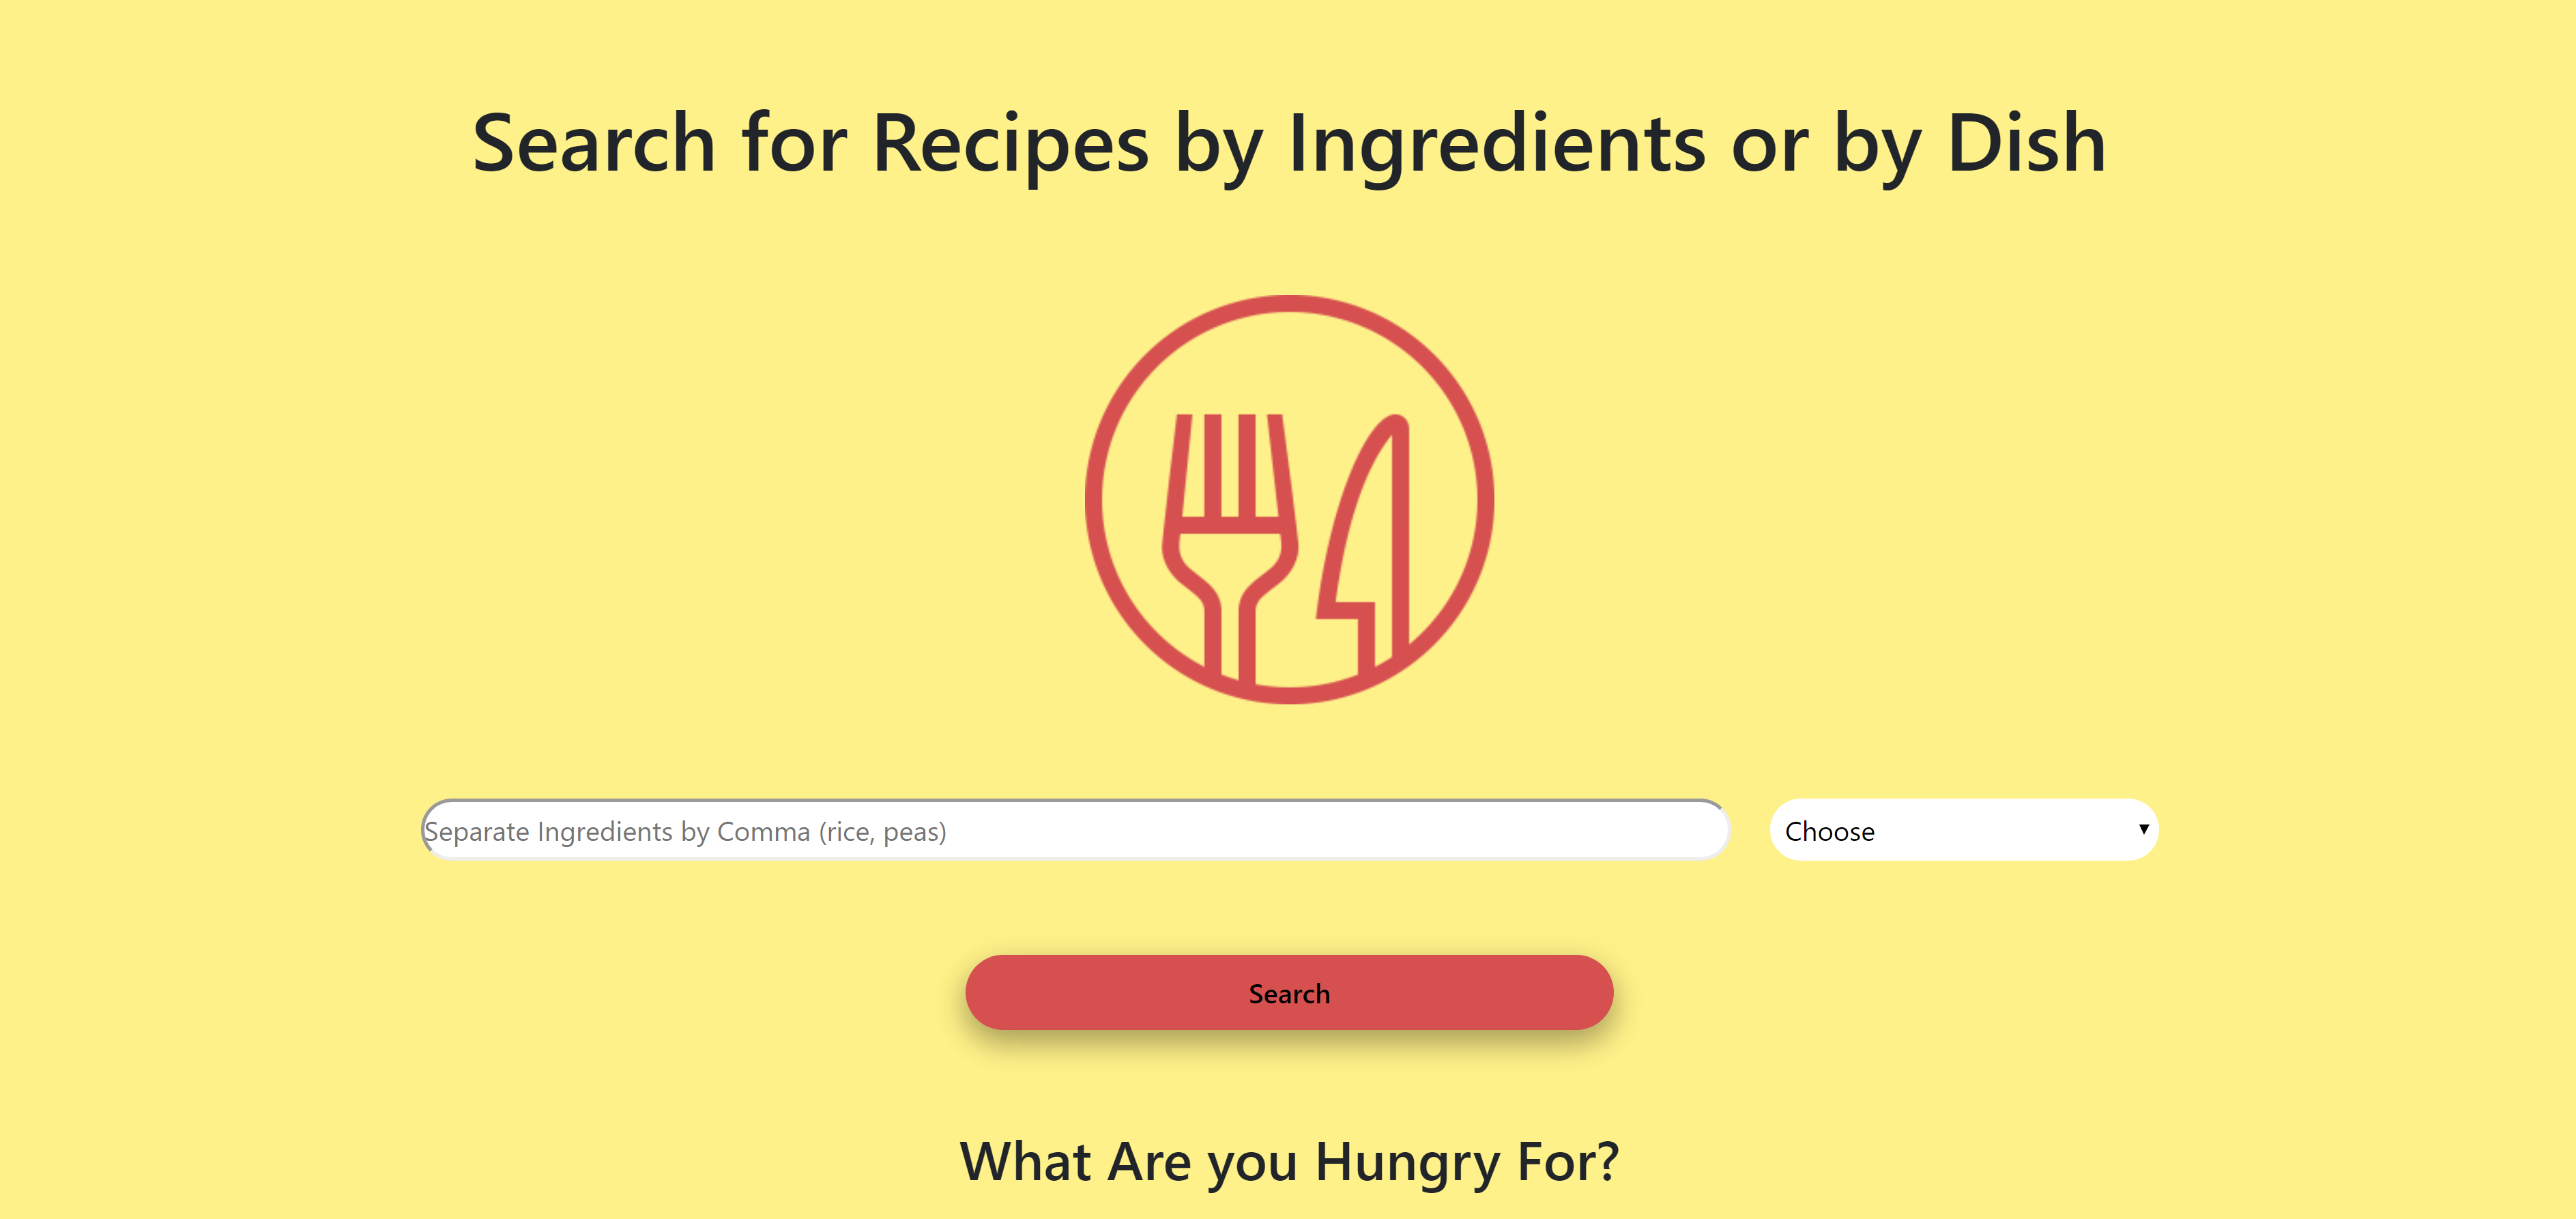 Search for Recipes by Ingredients or by Dish
Separate Ingredients by Comma (rice, peas)
Choose
Search
What Are you Hungry For?